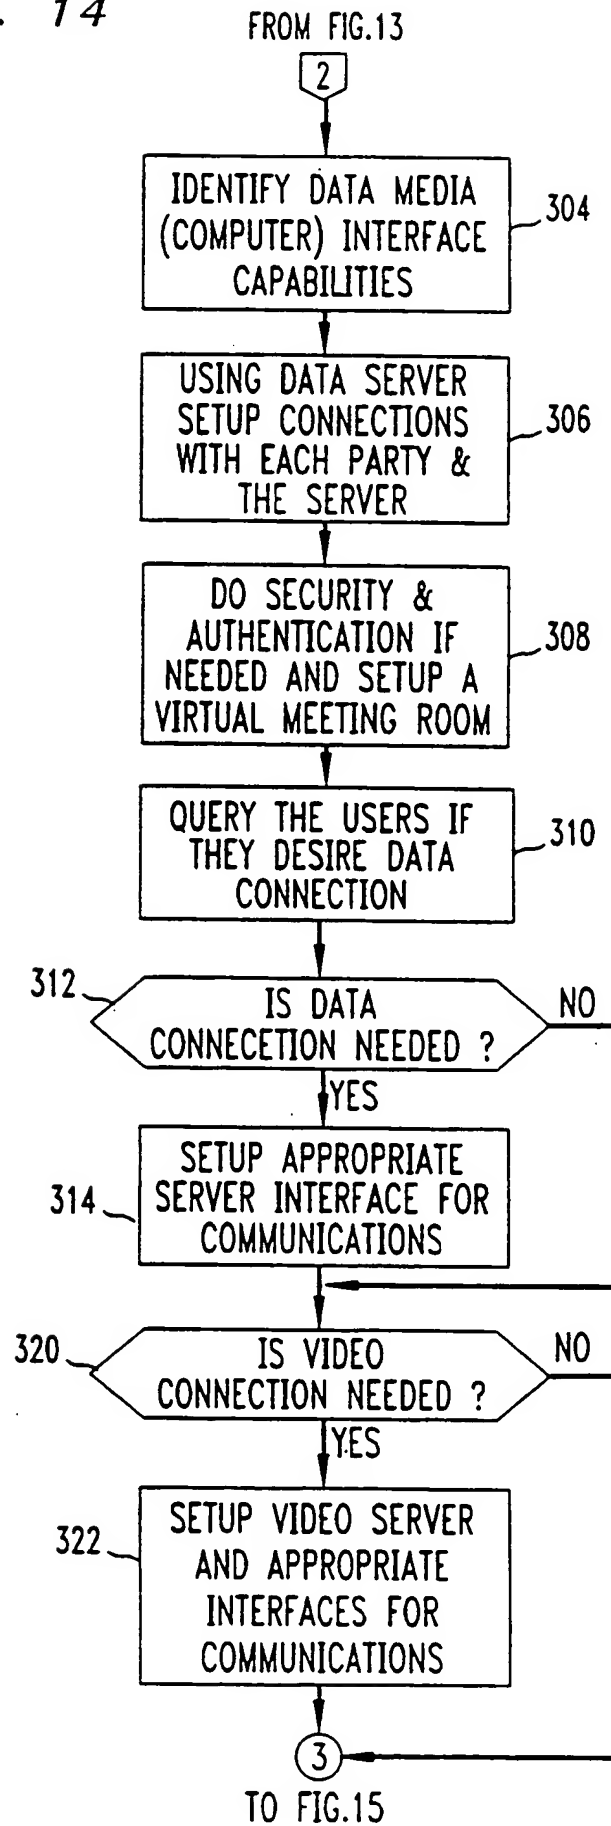 . 14
FROM FIG.13
2
IDENTIFY DATA MEDIA
(COMPUTER) INTERFACE
CAPABILITIES
304
USING DATA SERVER
SETUP CONNECTIONS
WITH EACH PARTY &
THE SERVER
306
DO SECURITY &
AUTHENTICATION IF
NEEDED AND SETUP A
VIRTUAL MEETING ROOM
308
QUERY THE USERS IF
THEY DESIRE DATA
CONNECTION
310
312
IS DATA
CONNECETION NEEDED ?
NO
YES
314
SETUP APPROPRIATE
SERVER INTERFACE FOR
COMMUNICATIONS
320
IS VIDEO
CONNECTION NEEDED ?
NO
YES
322
SETUP VIDEO SERVER
AND APPROPRIATE
INTERFACES FOR
COMMUNICATIONS
3
TO FIG.15